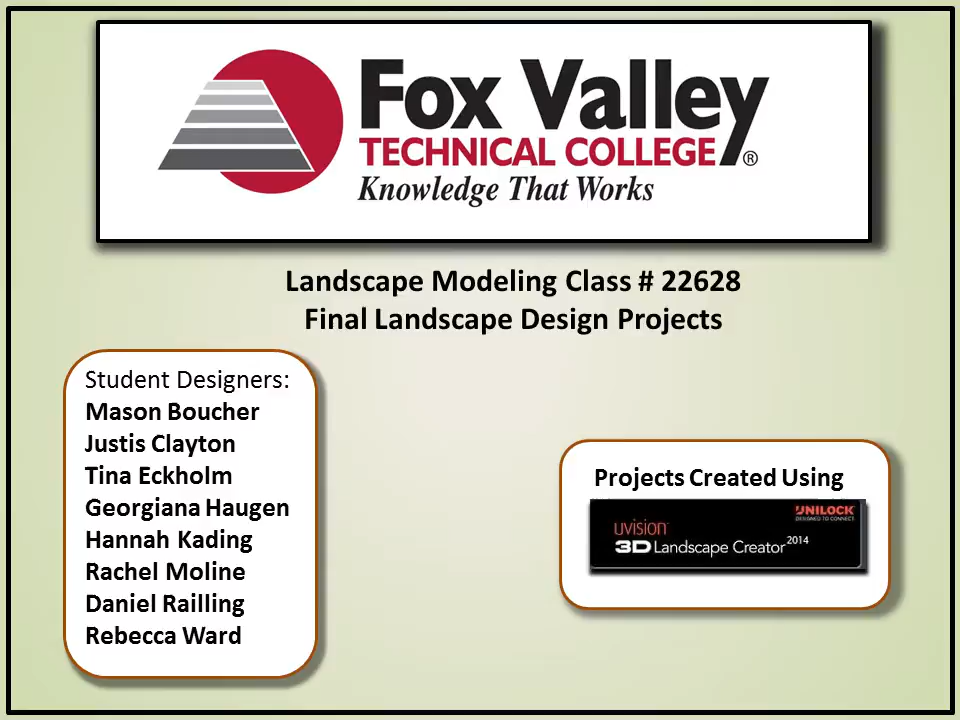 Fox Valley
TECHNICAL COLLEGE®
Knowledge That Works
Landscape Modeling Class # 22628
Final Landscape Design Projects
Student Designers:
Mason Boucher
Justis Clayton
Tina Eckholm
Georgiana Haugen
Hannah Kading
Rachel Moline
Daniel Railling
Rebecca Ward
Projects Created Using
UNILOCK
DESIGNED TO CONNECT
uvision
3D Landscape Creator 2014